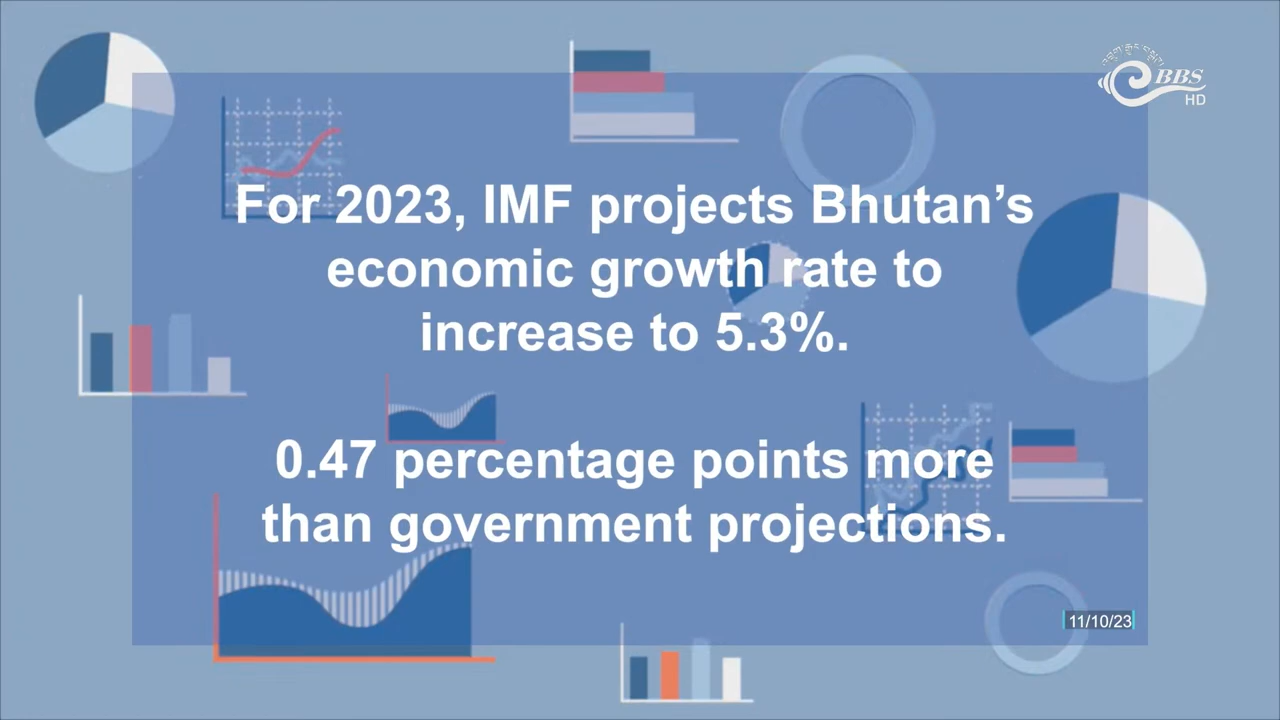 BBS
HD
For 2023, IMF projects Bhutan’s
economic growth rate to
increase to 5.3%.
0.47 percentage points more
than government projections.
11/10/23